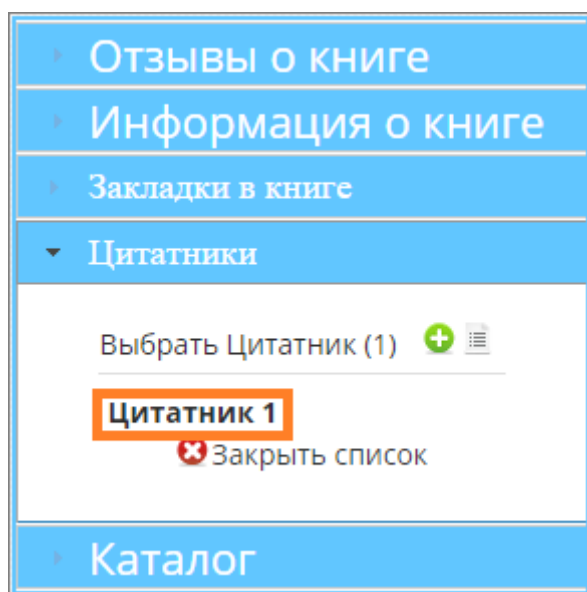 Отзывы о книге
Информация о книге
Закладки в книге
Цитатники
Выбрать Цитатник (1)
Цитатник 1
Закрыть список
Каталог